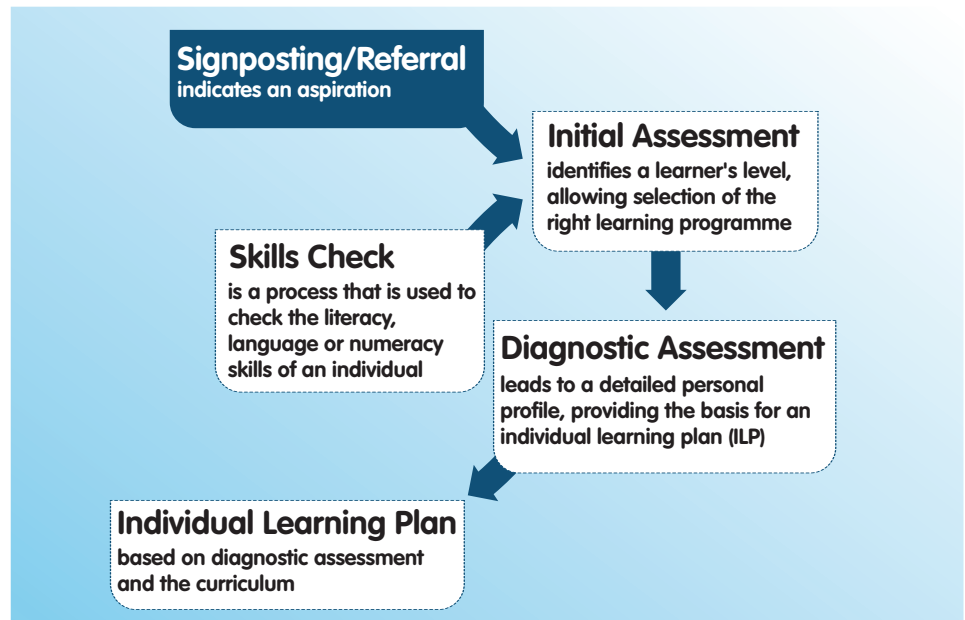 Signposting/Referral
indicates an aspiration
Initial Assessment
identifies a learner's level,
allowing selection of the
right learning programme
Skills Check
is a process that is used to
check the literacy,
language or numeracy
skills of an individual
Diagnostic Assessment
leads to a detailed personal
profile, providing the basis for an
individual learning plan (ILP)
Individual Learning Plan
based on diagnostic assessment
and the curriculum